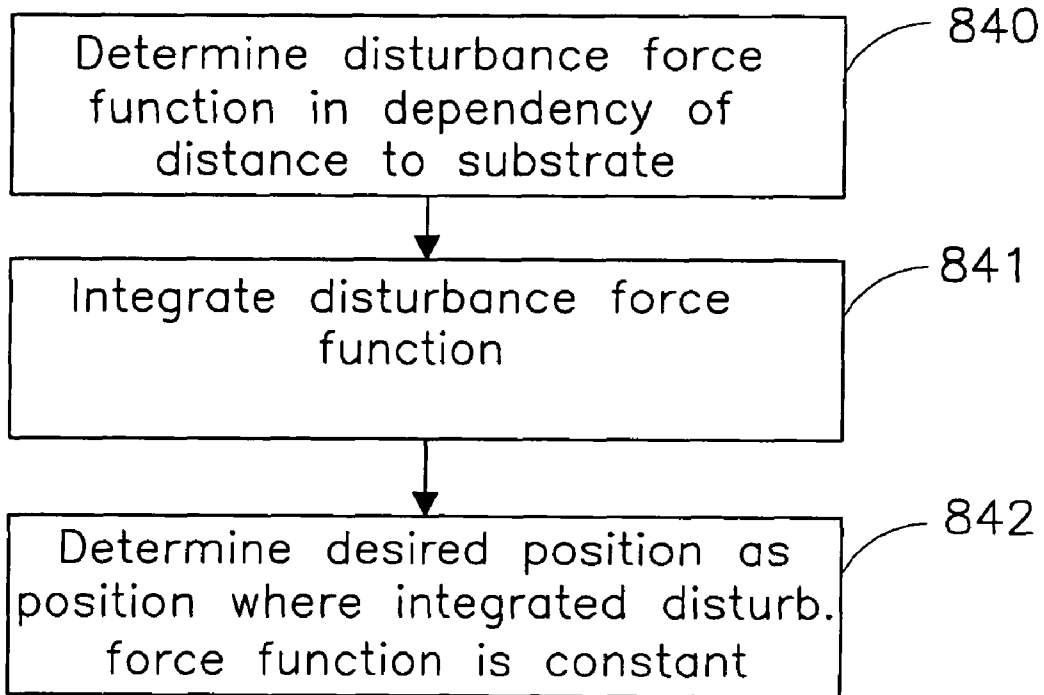 840
Determine disturbance force
function in dependency of
distance to substrate
841
Integrate disturbance force
function
842
Determine desired position as
position where integrated disturb.
force function is constant